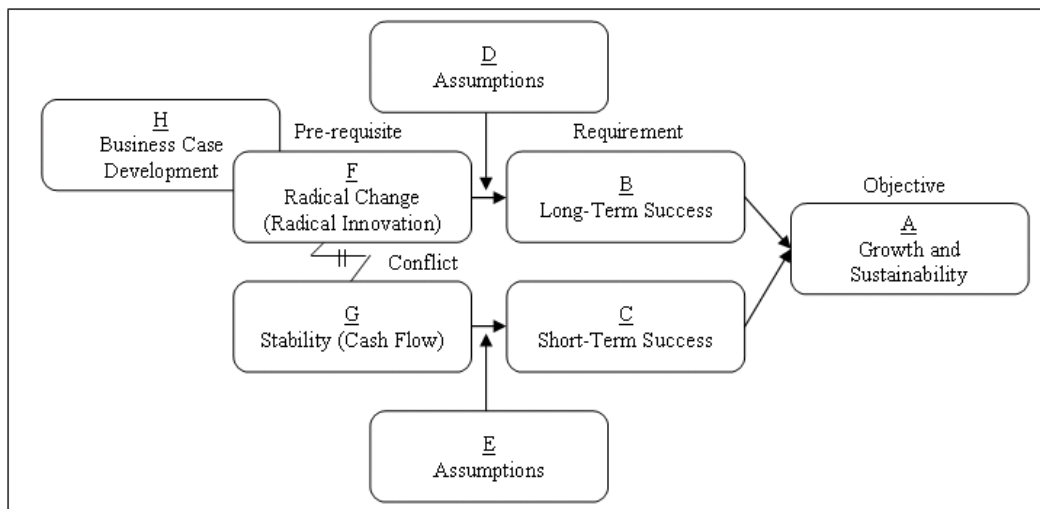 D
Assumptions
H
Business Case
Development
Pre-requisite
Requirement
F
Radical Change
(Radical Innovation)
B
Long-Term Success
Objective
A
Growth and
Sustainability
Conflict
G
Stability (Cash Flow)
C
Short-Term Success
E
Assumptions